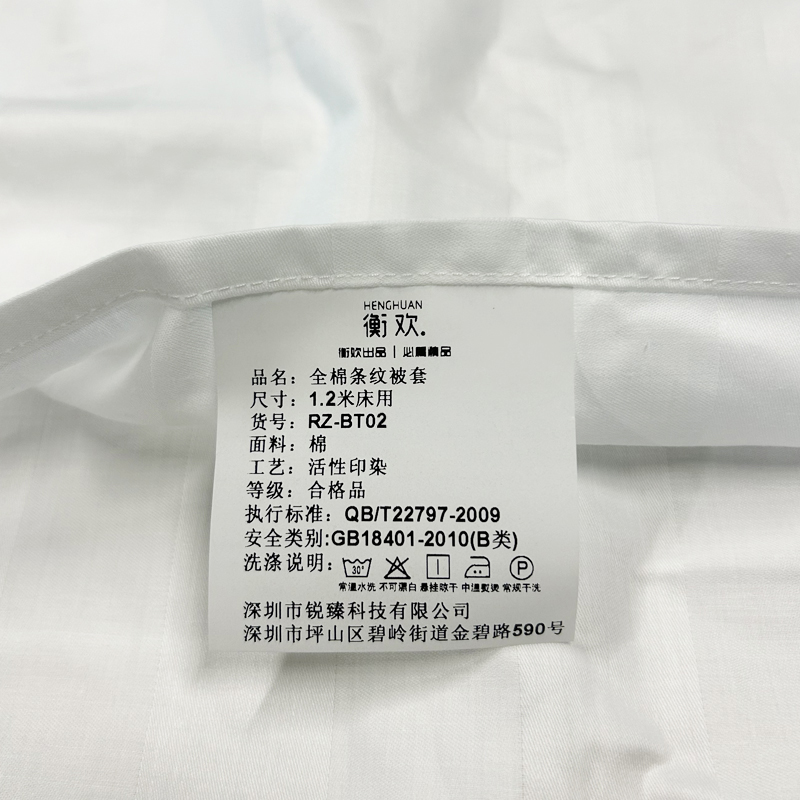 HENGHUAN
衡欢.
衡欢出品|必属精品
品名：全棉条纹被套
尺寸：1.2米床用
货号：RZ-BT02
面料：棉
工艺：活性印染
等级：合格品
执行标准：QB/T22797-2009
安全类别:GB18401-2010(B类)
洗涤说明：30° P
常温水洗 不可漂白 悬挂晾干 中温熨烫 常规干洗
深圳市锐臻科技有限公司
深圳市坪山区碧岭街道金碧路590号